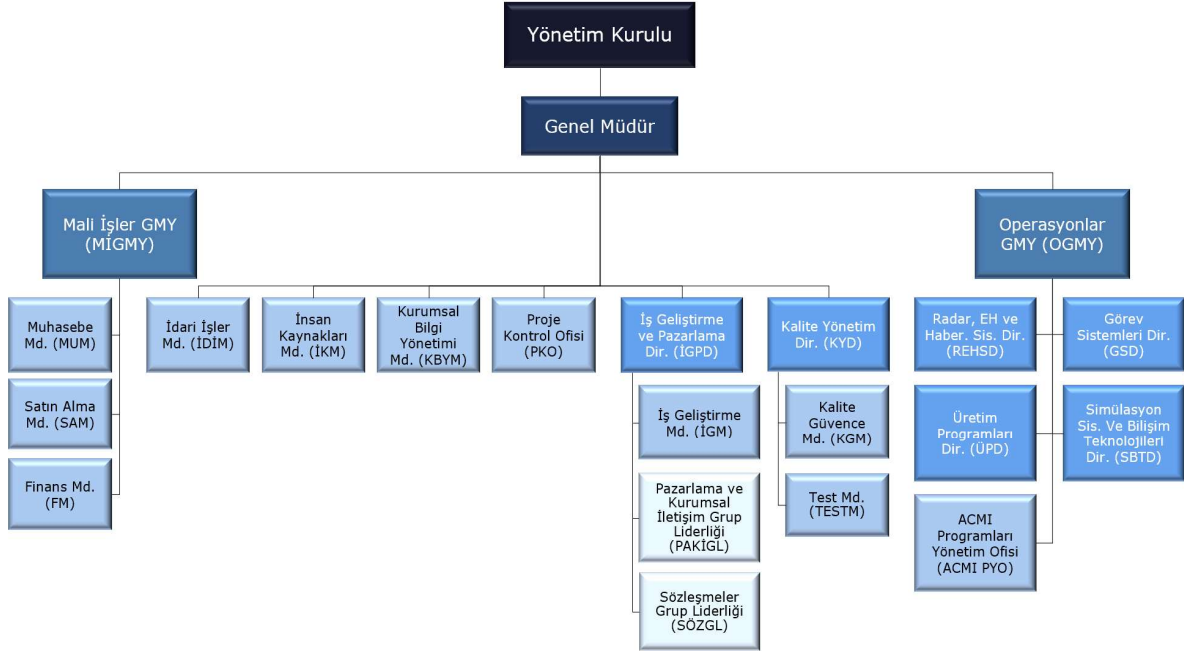 Yönetim Kurulu
Genel Müdür
Mali İşler GMY
(MİGMY)
Operasyonlar
GMY (OGMY)
Muhasebe
Md. (MUM)
Satın Alma
Md. (SAM)
Finans Md.
(FM)
İdari İşler
Md. (İDİM)
İnsan
Kaynakları
Md. (İKM)
Kurumsal
Bilgi
Yönetimi
Md. (KBYM)
Proje
Kontrol Ofisi
(PKO)
İş Geliştirme
ve Pazarlama
Dir. (İGPD)
İş Geliştirme
Md. (İGM)
Pazarlama ve
Kurumsal
İletişim Grup
Liderliği
(PAKİGL)
Sözleşmeler
Grup Liderliği
(SÖZGL)
Kalite Yönetim
Dir. (KYD)
Kalite
Güvence
Md. (KGM)
Test Md.
(TESTM)
Radar, EH ve
Haber. Sis. Dir.
(REHSD)
Görev
Sistemleri Dir.
(GSD)
Üretim
Programları
Dir. (ÜPD)
Simülasyon
Sis. Ve Bilişim
Teknolojileri
Dir. (SBTD)
ACMI
Programları
Yönetim Ofisi
(ACMI PYO)